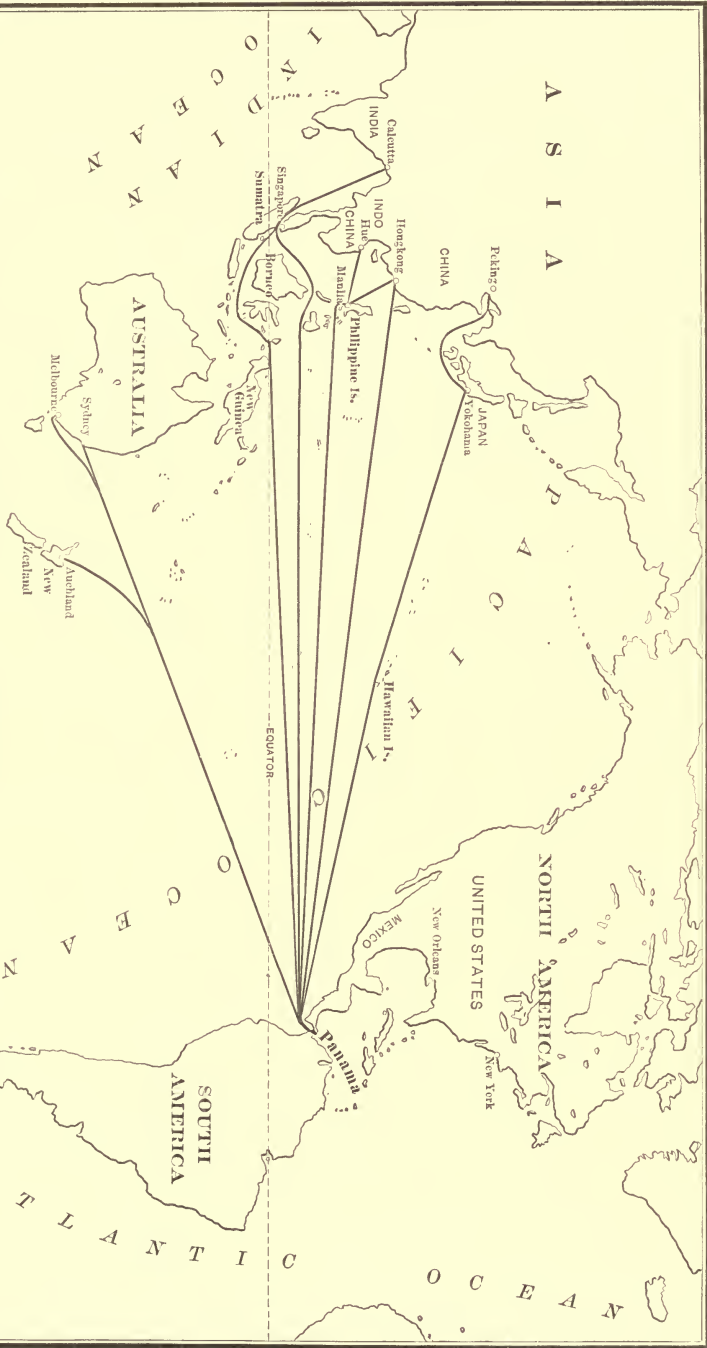 ASIA
INDIAN OCEAN
INDIA
Calcutta
INDO
CHINA
Hue
Hongkong
CHINA
Peking
JAPAN
Yokohama
Singapore
Sumatra
Borneo
Manila
Philippine Is.
New
Guinea
AUSTRALIA
Melbourne
Sydney
Auchland
New
Zealand
PACIFIC
OCEAN
Hawaiian Is.
EQUATOR
NORTH AMERICA
UNITED STATES
MEXICO
New Orleans
New York
Panama
SOUTH
AMERICA
ATLANTIC OCEAN